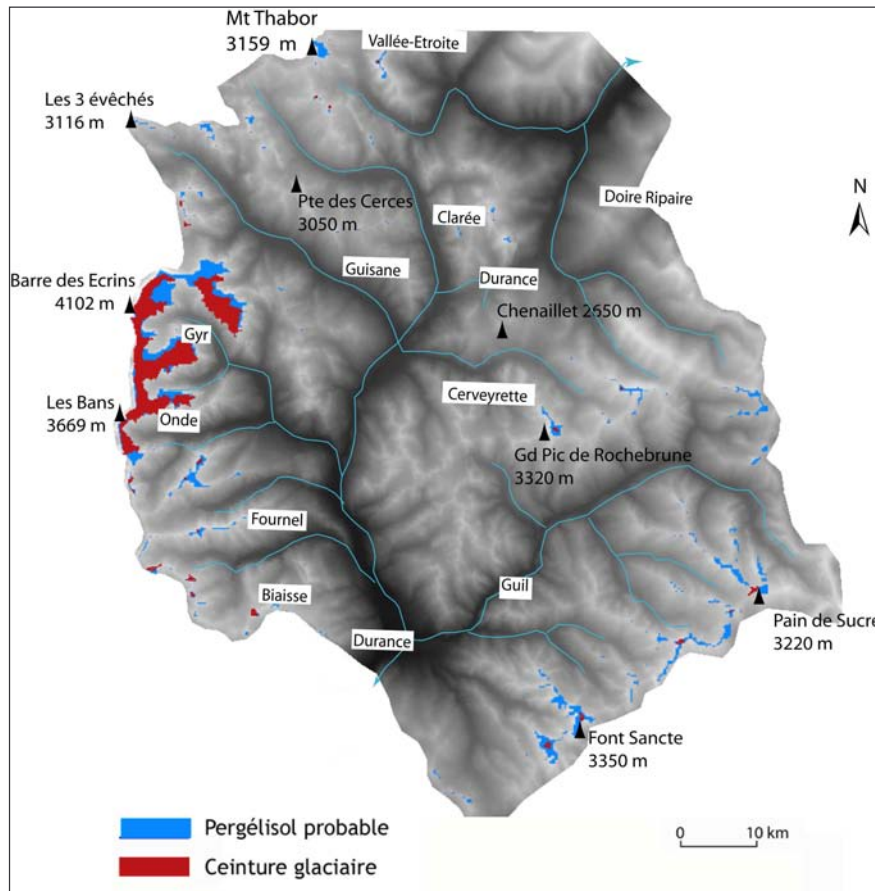 Mt Thabor
3159 m
Vallée-Etroite
Les 3 évêchés
3116 m
Pte des Cerces
3050 m
Doire Ripaire
Clarée
N
Guisane
Durance
Barre des Ecrins
4102 m
Chenaillet 2650 m
Gyr
Cerveyrette
Les Bans
3669 m
Onde
Gd Pic de Rochebrune
3320 m
Fournel
Guil
Biaisse
Pain de Sucre
3220 m
Durance
Font Sancte
3350 m
Pergélisol probable
Ceinture glaciaire
0 10 km